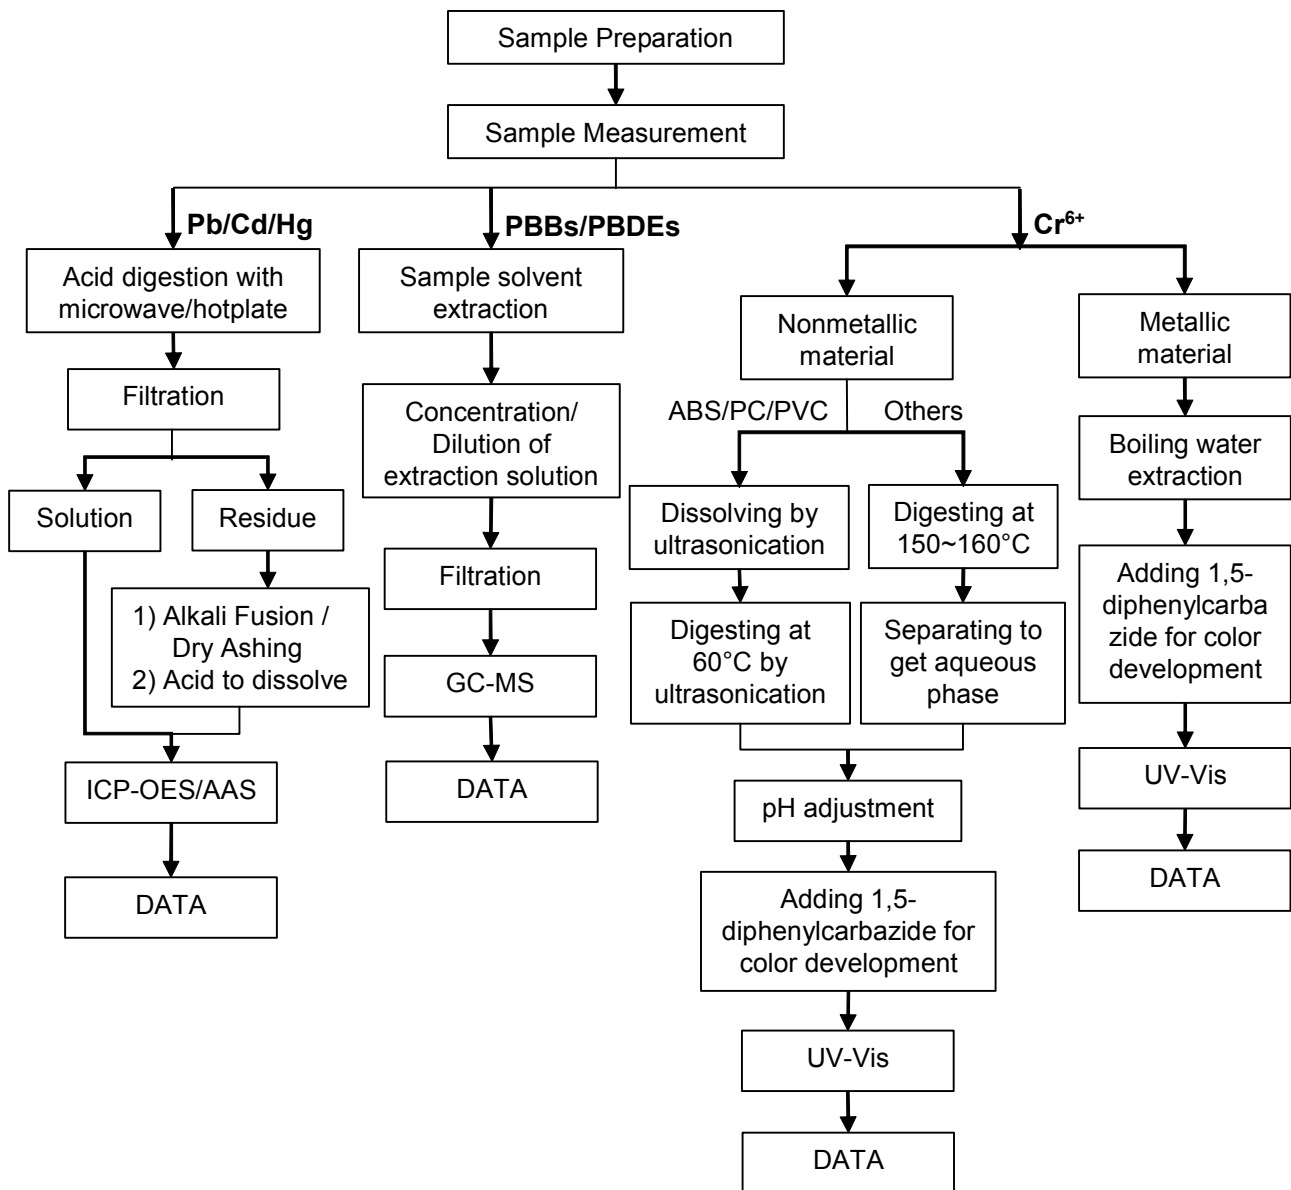 Sample Preparation
Sample Measurement
Pb/Cd/Hg
PBBs/PBDEs
Cr⁶⁺
Acid digestion with
microwave/hotplate
Filtration
Solution
Residue
1) Alkali Fusion /
Dry Ashing
2) Acid to dissolve
ICP-OES/AAS
DATA
Sample solvent
extraction
Concentration/
Dilution of
extraction solution
Filtration
GC-MS
DATA
Nonmetallic
material
ABS/PC/PVC
Others
Dissolving by
ultrasonication
Digesting at
60°C by
ultrasonication
Digesting at
150~160°C
Separating to
get aqueous
phase
pH adjustment
Adding 1,5-
diphenylcarbazide for
color development
UV-Vis
DATA
Metallic
material
Boiling water
extraction
Adding 1,5-
diphenylcarba
zide for color
development
UV-Vis
DATA